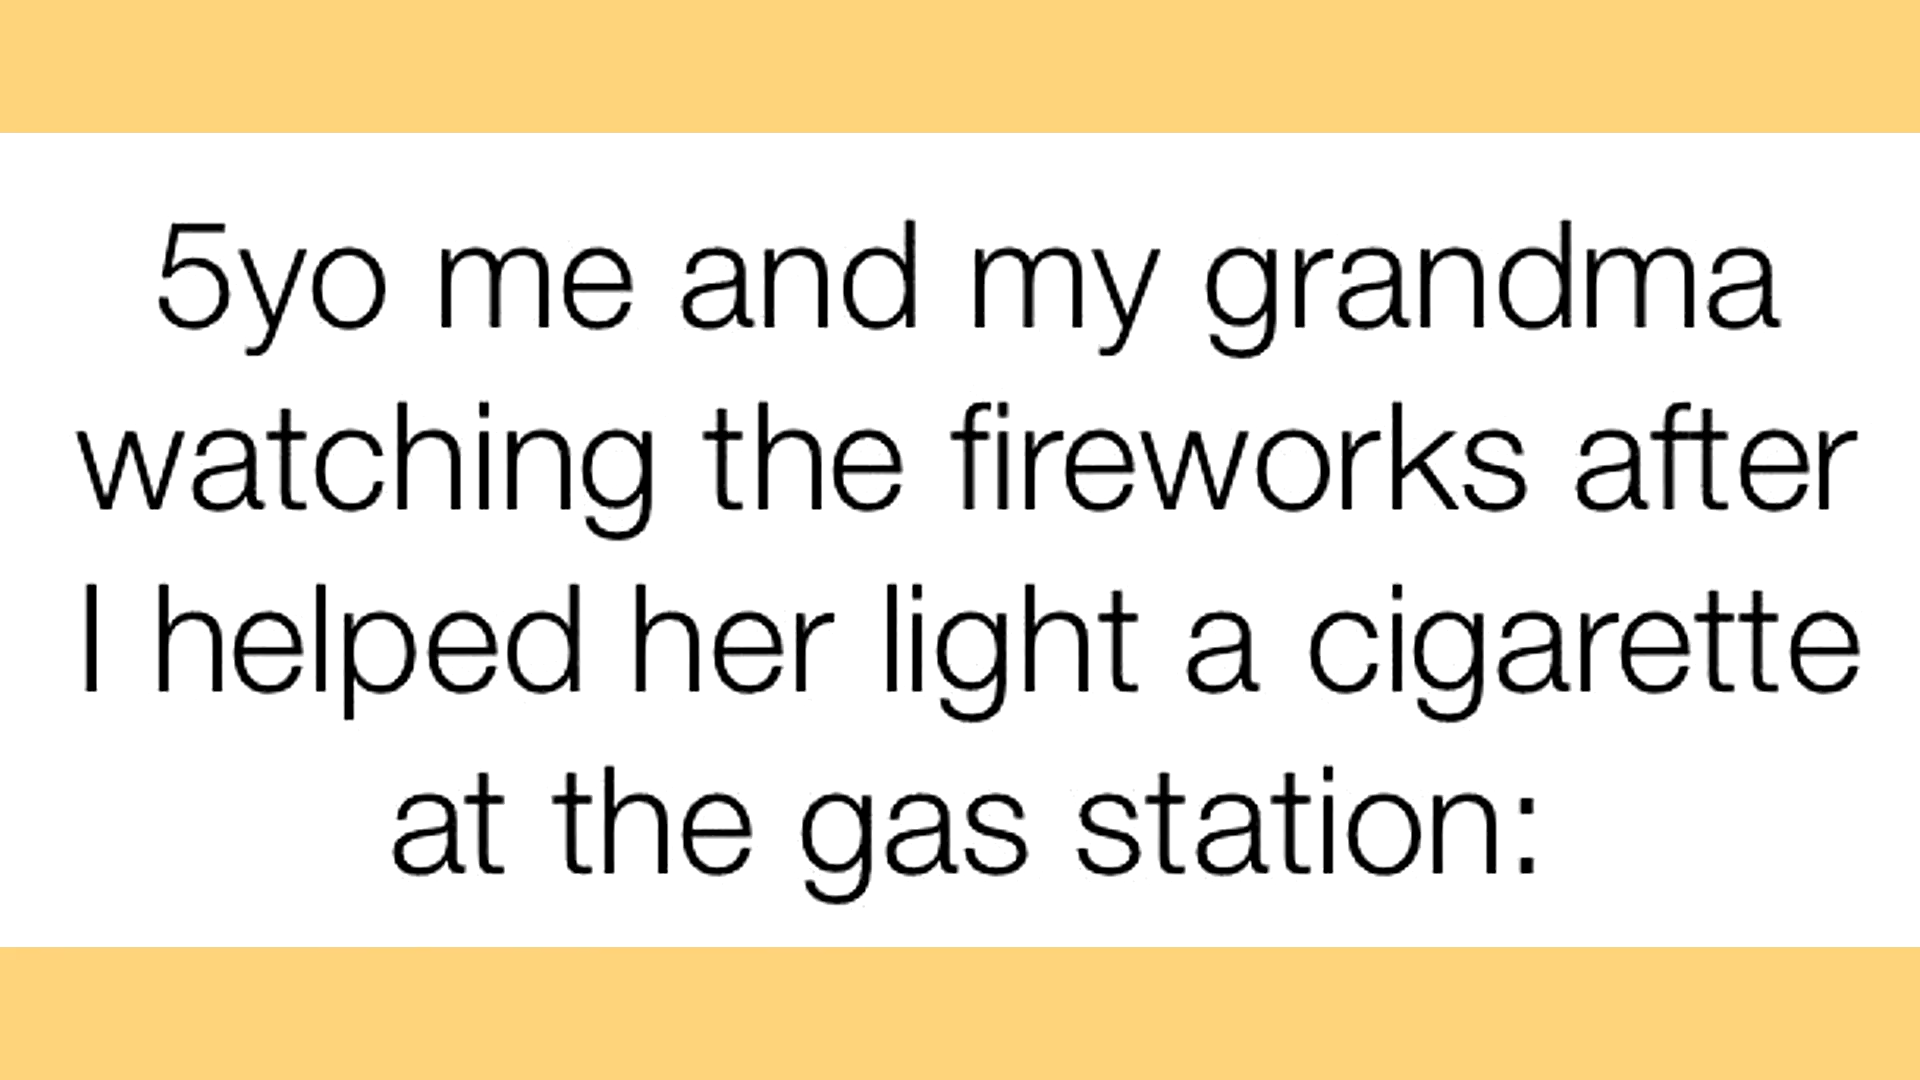 5yo me and my grandma
watching the fireworks after
I helped her light a cigarette
at the gas station: